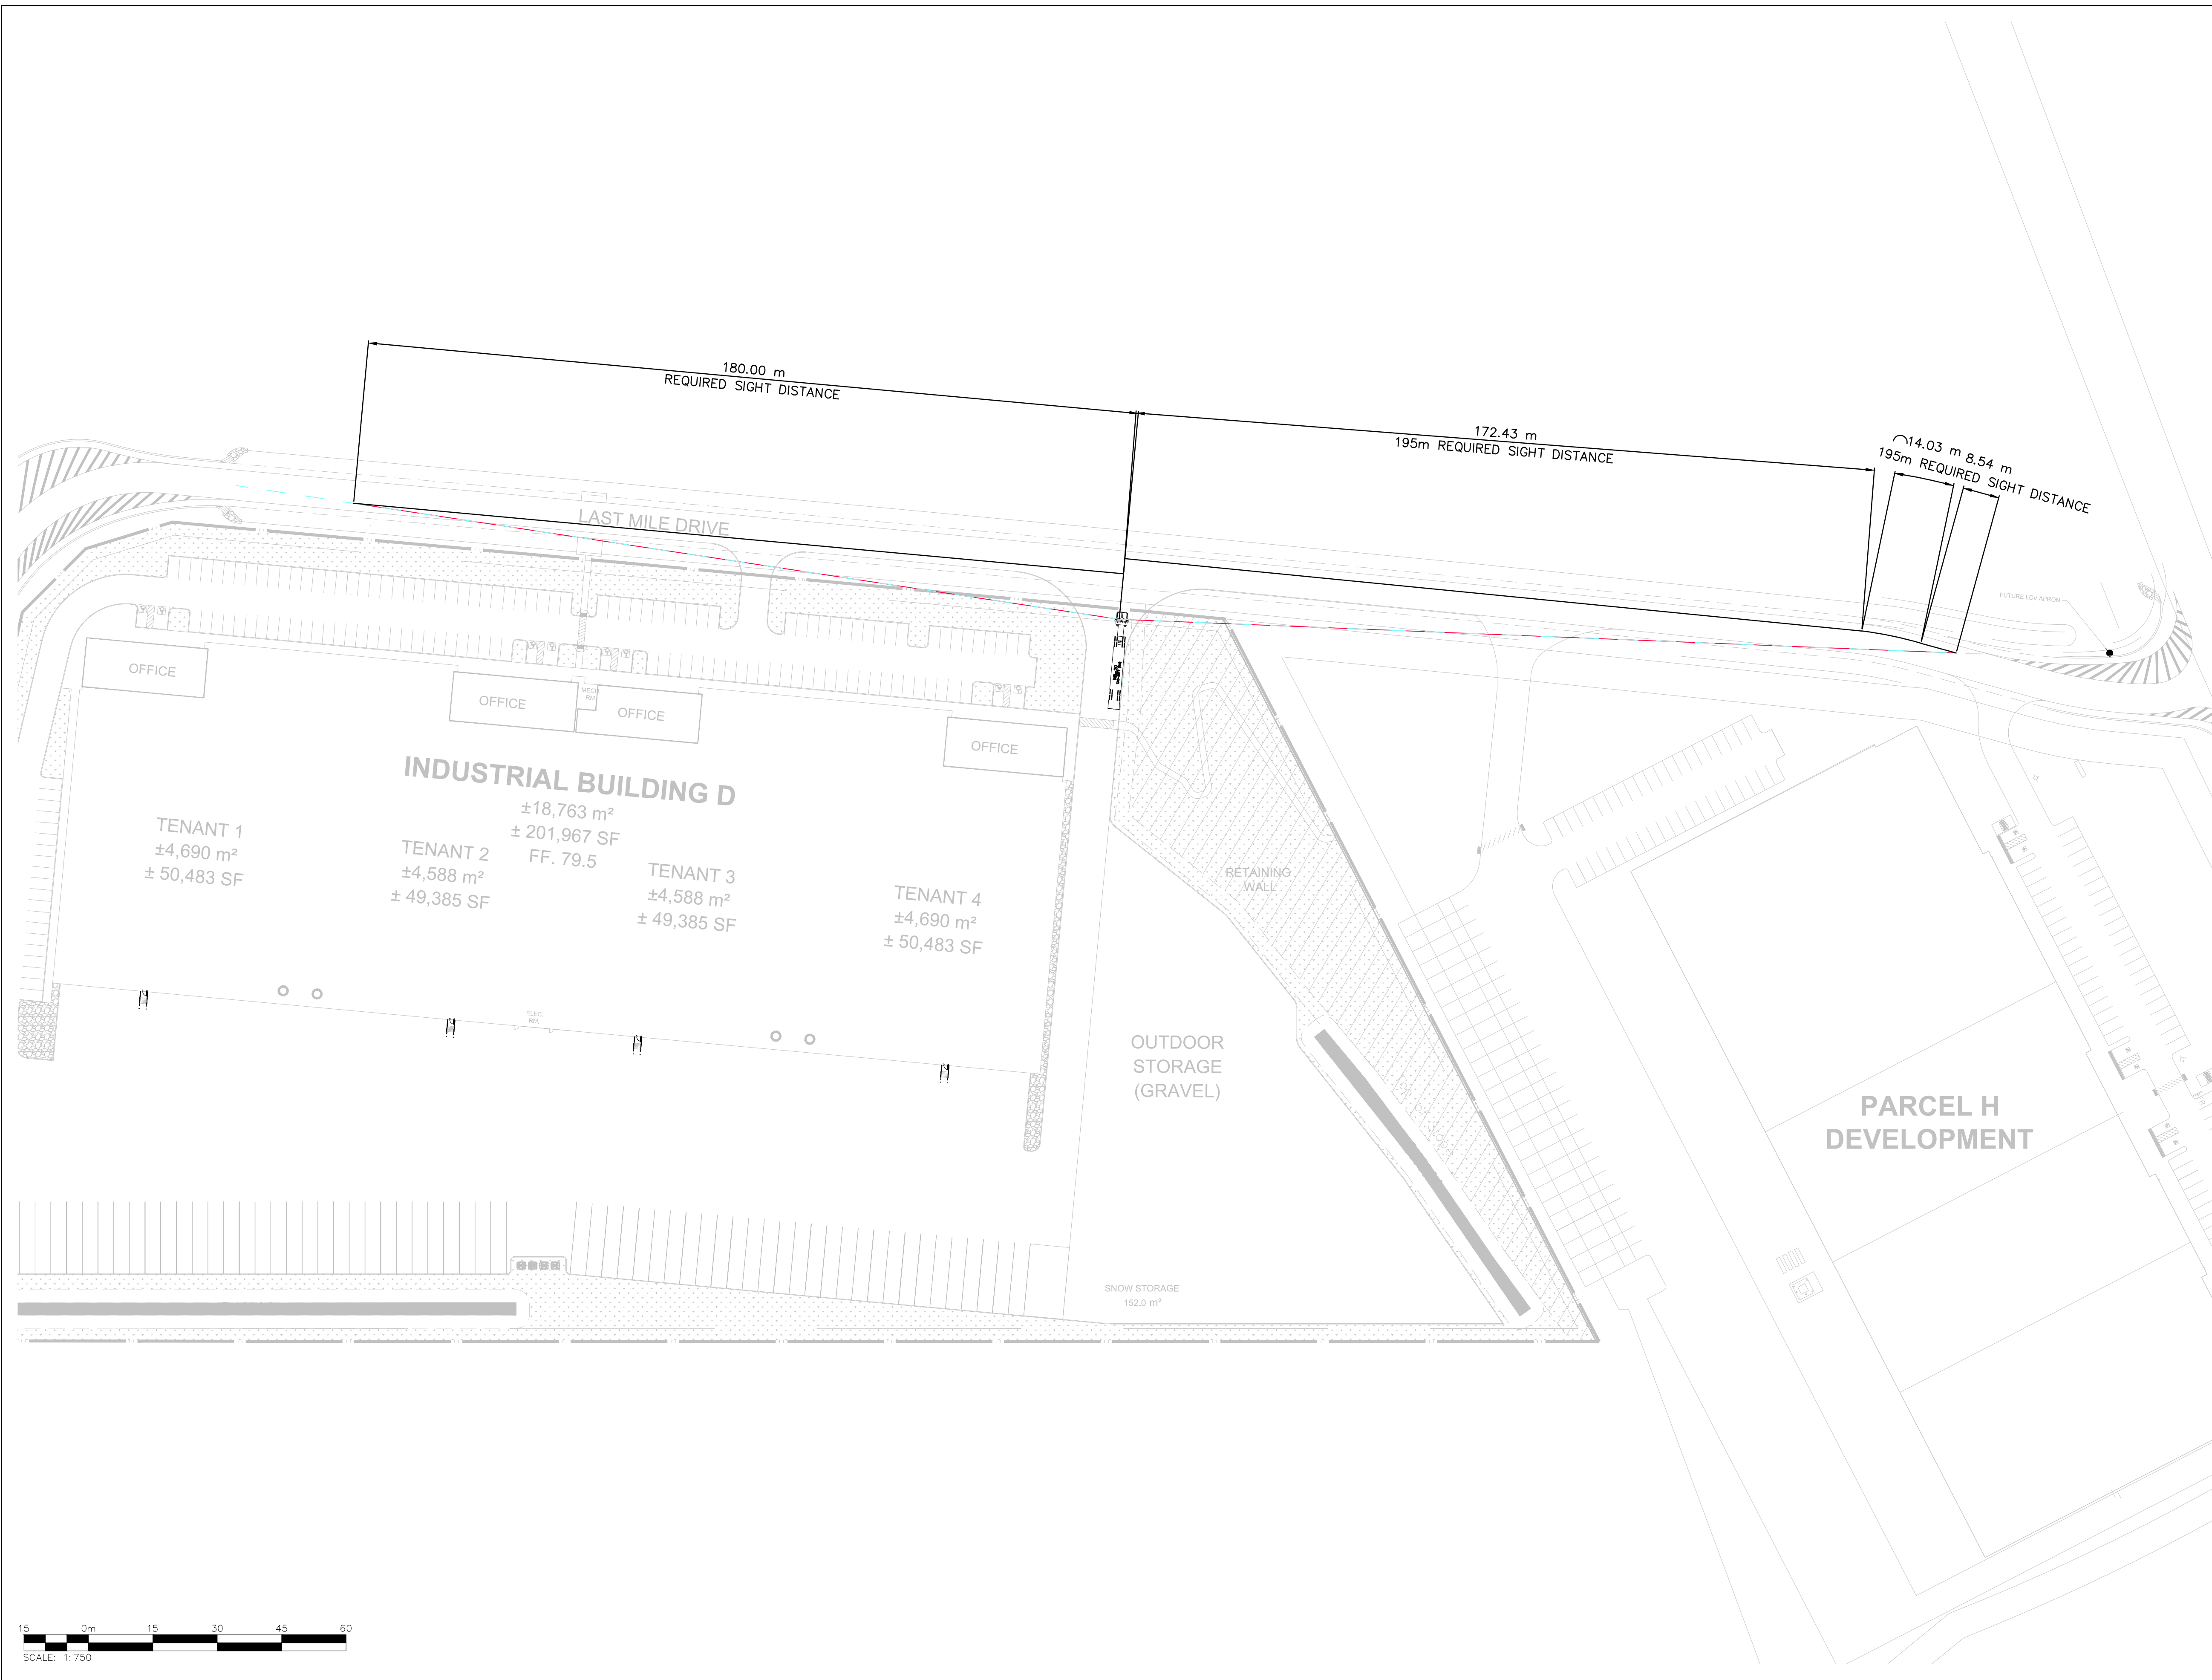 180.00 m
REQUIRED SIGHT DISTANCE
172.43 m
195m REQUIRED SIGHT DISTANCE
14.03 m 8.54 m
195m REQUIRED SIGHT DISTANCE
LAST MILE DRIVE
FUTURE LCV APRON
OFFICE
OFFICE
MECH.
RM
OFFICE
OFFICE
INDUSTRIAL BUILDING D
±18,763 m²
± 201,967 SF
FF. 79.5
TENANT 1
±4,690 m²
± 50,483 SF
TENANT 2
±4,588 m²
± 49,385 SF
TENANT 3
±4,588 m²
± 49,385 SF
TENANT 4
±4,690 m²
± 50,483 SF
RETAINING
WALL
ELEC.
RM.
OUTDOOR
STORAGE
(GRAVEL)
PARCEL H
DEVELOPMENT
SNOW STORAGE
152.0 m²
15 0m 15 30 45 60
SCALE: 1:750